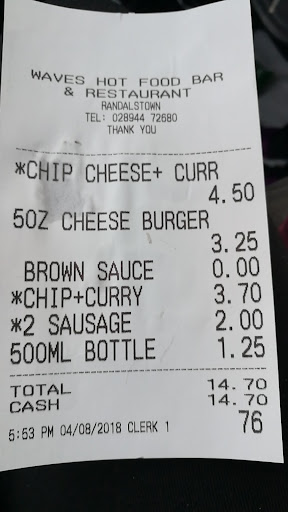 WAVES HOT FOOD BAR
& RESTAURANT
RANDALSTOWN
TEL: 028944 72680
THANK YOU
*CHIP CHEESE+ CURR
4.50
5OZ CHEESE BURGER
3.25
BROWN SAUCE 0.00
*CHIP+CURRY 3.70
*2 SAUSAGE 2.00
500ML BOTTLE 1.25
TOTAL 14.70
CASH 14.70
5:53 PM 04/08/2018 CLERK 1 76